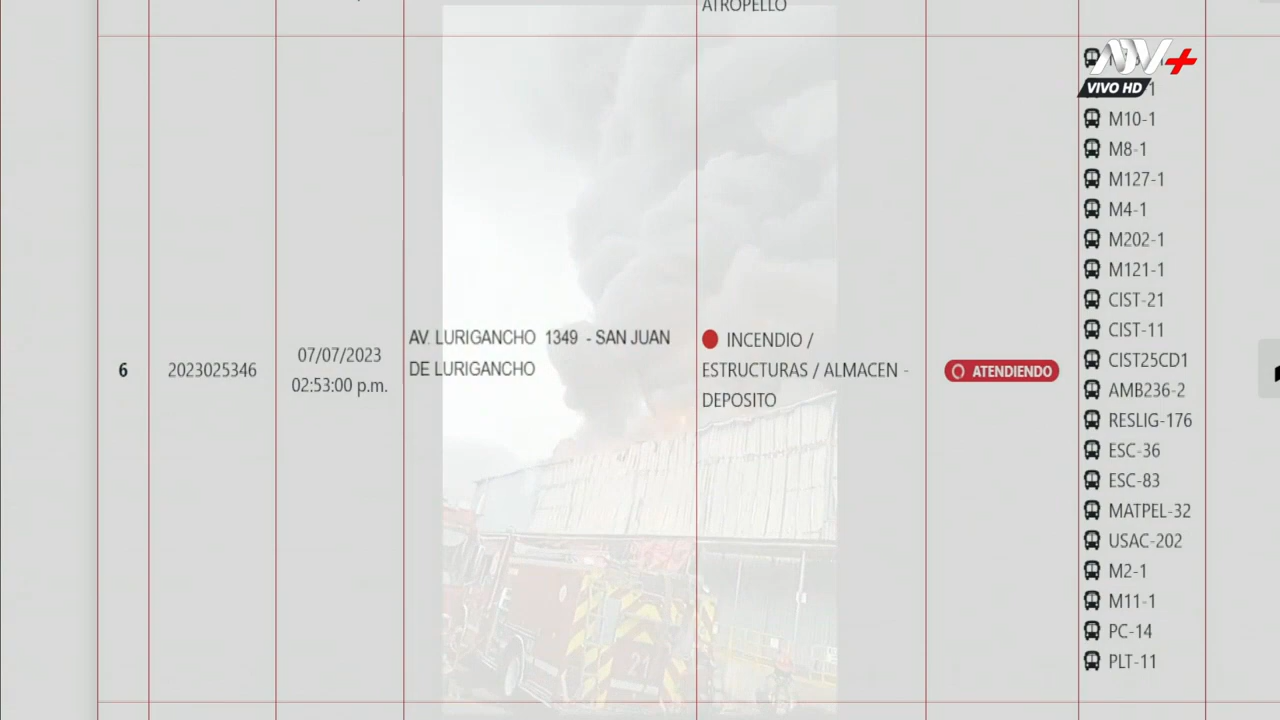 ATROPELLO
ATV+
VIVO HD
6
2023025346
07/07/2023
02:53:00 p.m.
AV. LURIGANCHO 1349 - SAN JUAN
DE LURIGANCHO
INCENDIO /
ESTRUCTURAS / ALMACEN -
DEPOSITO
ATENDIENDO
M10-1
M8-1
M127-1
M4-1
M202-1
M121-1
CIST-21
CIST-11
CIST25CD1
AMB236-2
RESLIG-176
ESC-36
ESC-83
MATPEL-32
USAC-202
M2-1
M11-1
PC-14
PLT-11
21